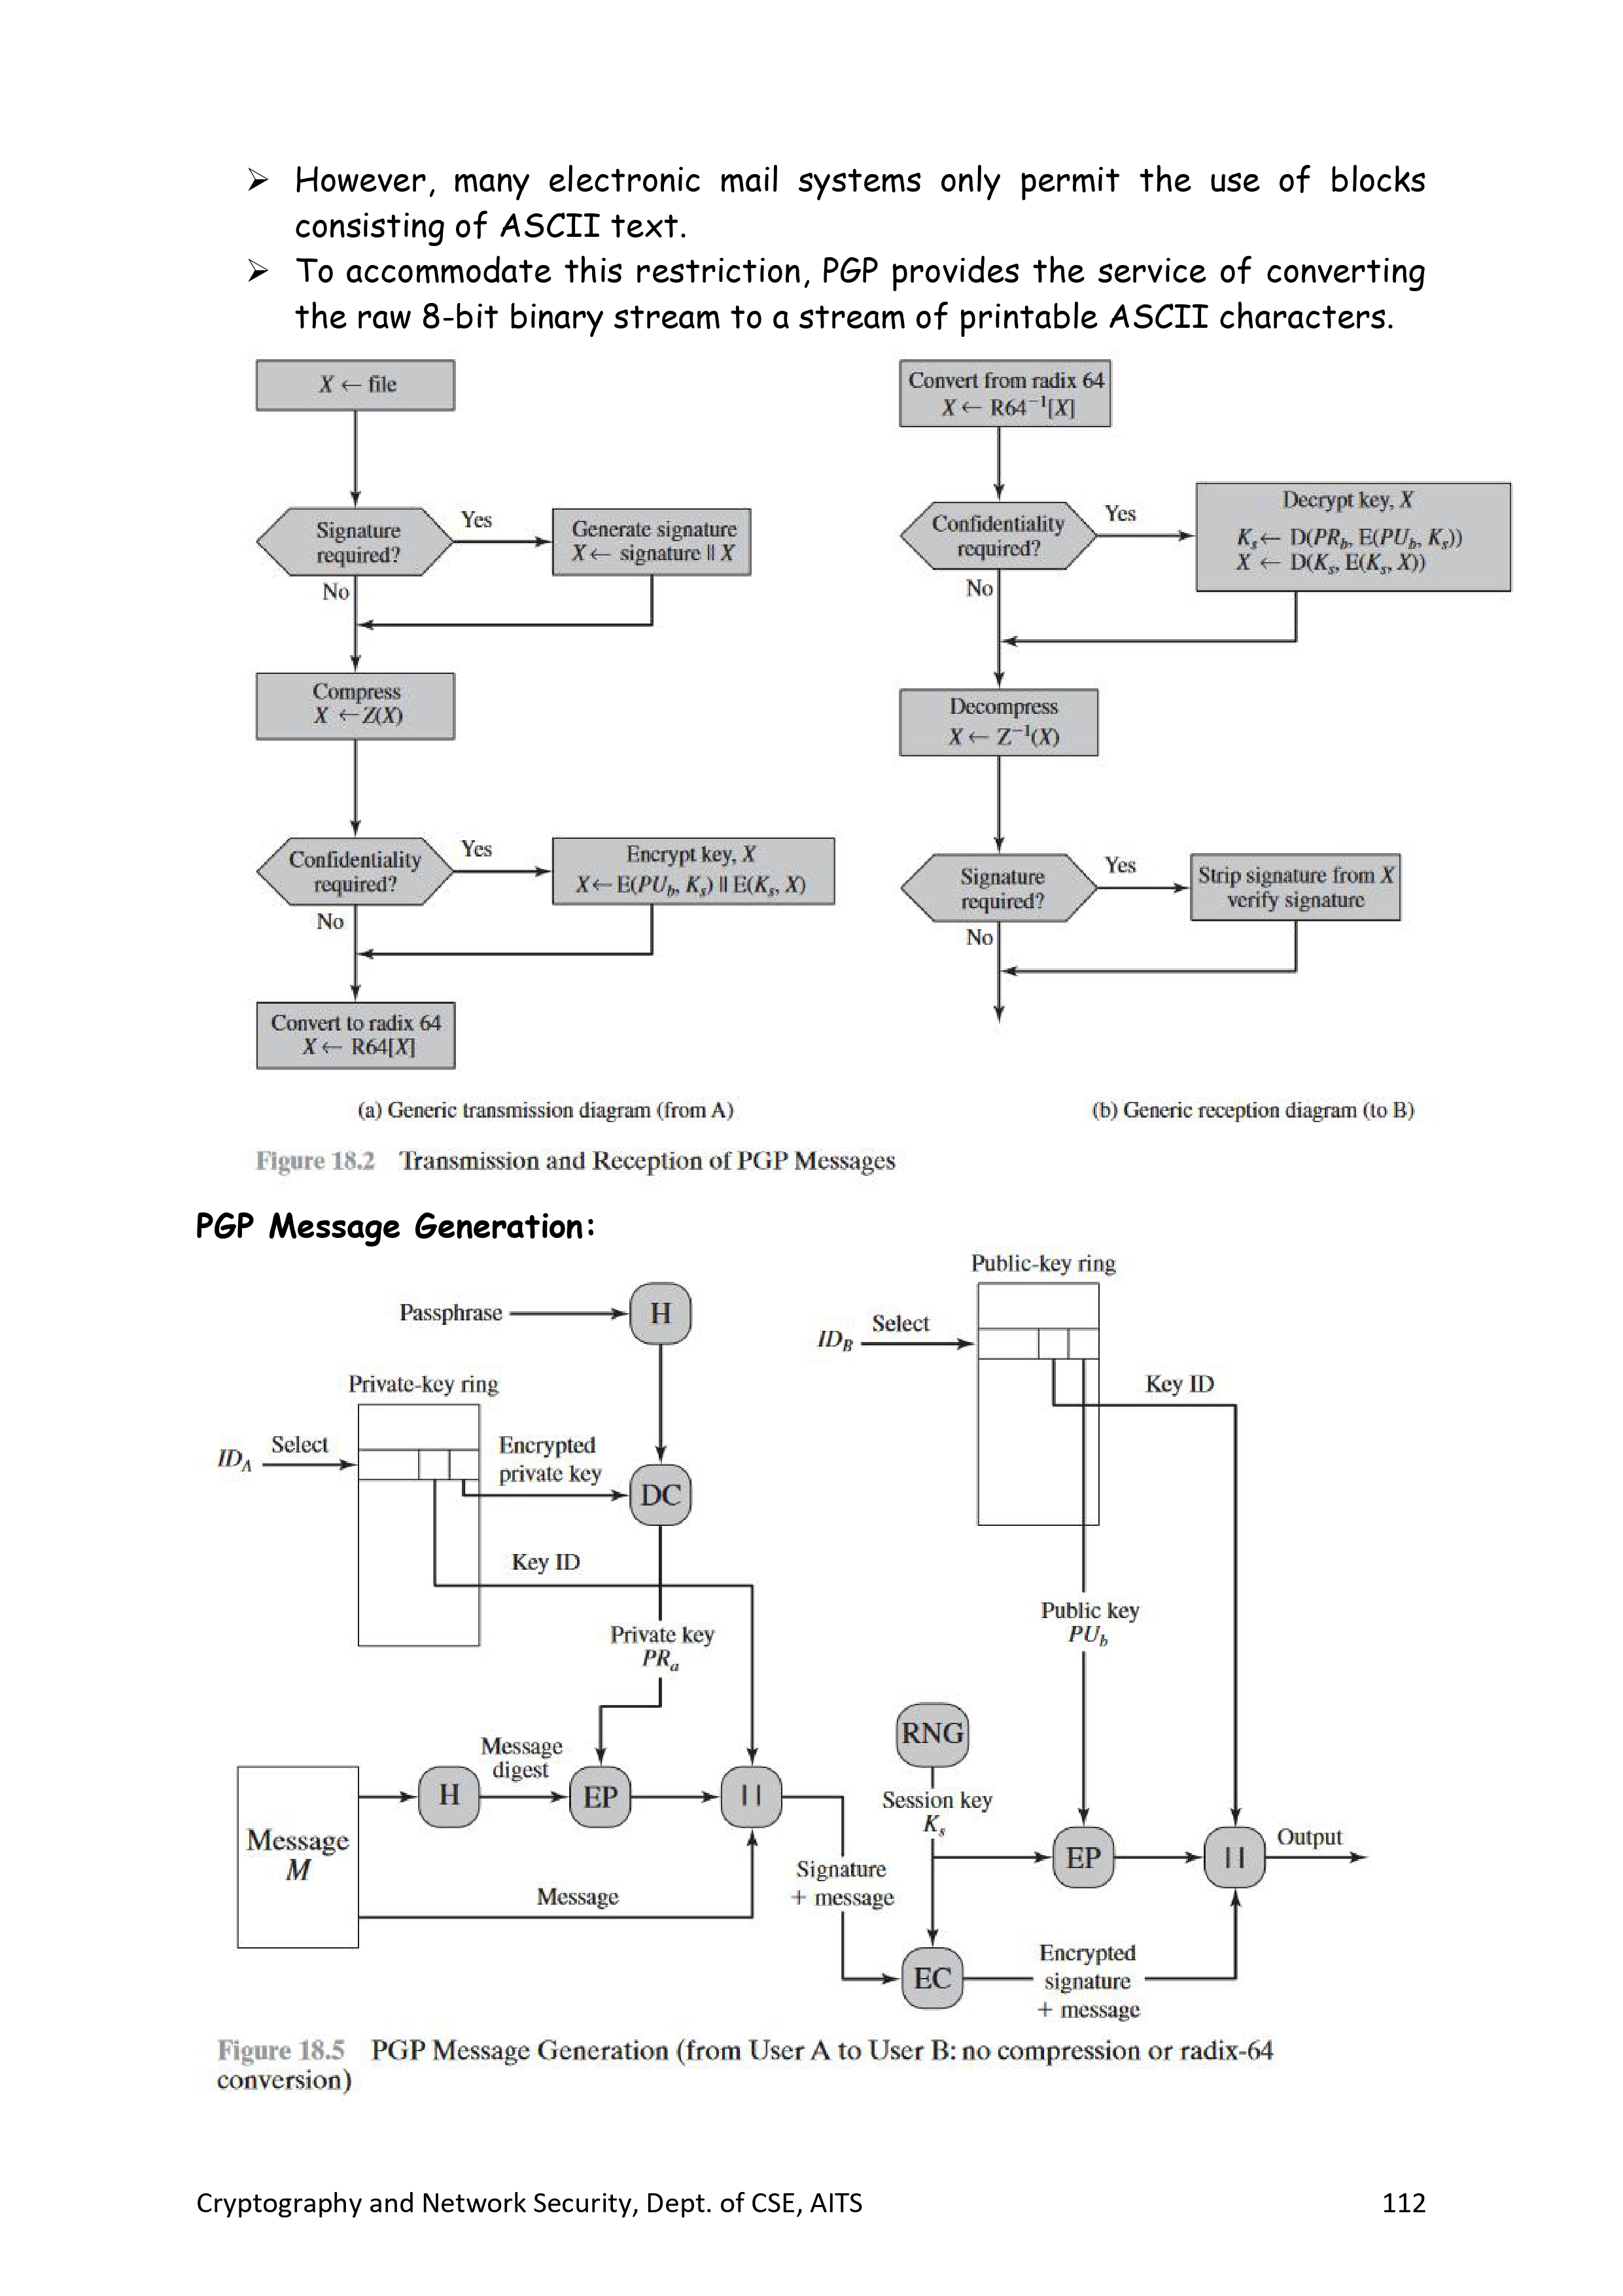 ➢ However, many electronic mail systems only permit the use of blocks
consisting of ASCII text.
➢ To accommodate this restriction, PGP provides the service of converting
the raw 8-bit binary stream to a stream of printable ASCII characters.
X ← file
Signature
required?
Yes
No
Generate signature
X ← signature || X
Compress
X ← Z(X)
Confidentiality
required?
Yes
No
Encrypt key, X
X ← E(PU_b, K_s) || E(K_s, X)
Convert to radix 64
X ← R64[X]
(a) Generic transmission diagram (from A)
Convert from radix 64
X ← R64⁻¹[X]
Confidentiality
required?
Yes
No
Decrypt key, X
K_s ← D(PR_b, E(PU_b, K_s))
X ← D(K_s, E(K_s, X))
Decompress
X ← Z⁻¹(X)
Signature
required?
Yes
No
Strip signature from X
verify signature
(b) Generic reception diagram (to B)
Figure 18.2 Transmission and Reception of PGP Messages
PGP Message Generation:
Passphrase
H
Private-key ring
ID_A
Select
Encrypted
private key
DC
Key ID
Private key
PR_a
Message
M
H
Message
digest
EP
||
Message
Signature
+ message
Public-key ring
ID_B
Select
Key ID
Public key
PU_b
RNG
Session key
K_s
EP
||
Output
EC
Encrypted
signature
+ message
Figure 18.5 PGP Message Generation (from User A to User B: no compression or radix-64
conversion)
Cryptography and Network Security, Dept. of CSE, AITS 112